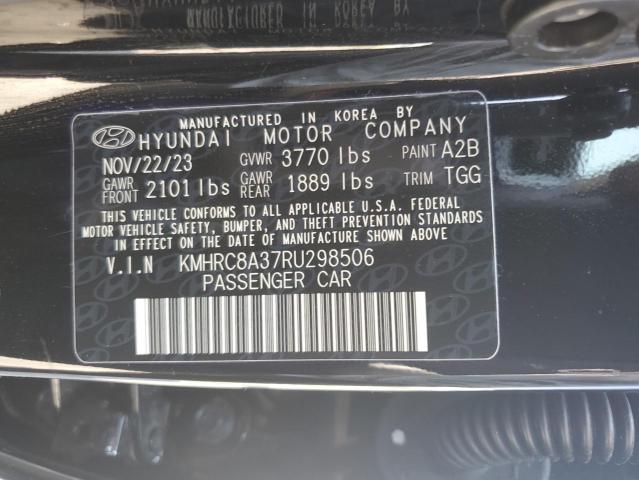 MANUFACTURED IN KOREA BY
HYUNDAI MOTOR COMPANY
NOV/22/23 GVWR 3770 lbs PAINT A2B
GAWR FRONT 2101 lbs GAWR REAR 1889 lbs TRIM TGG
THIS VEHICLE CONFORMS TO ALL APPLICABLE U.S.A. FEDERAL
MOTOR VEHICLE SAFETY, BUMPER, AND THEFT PREVENTION STANDARDS
IN EFFECT ON THE DATE OF MANUFACTURE SHOWN ABOVE
V.I.N KMHRC8A37RU298506
PASSENGER CAR